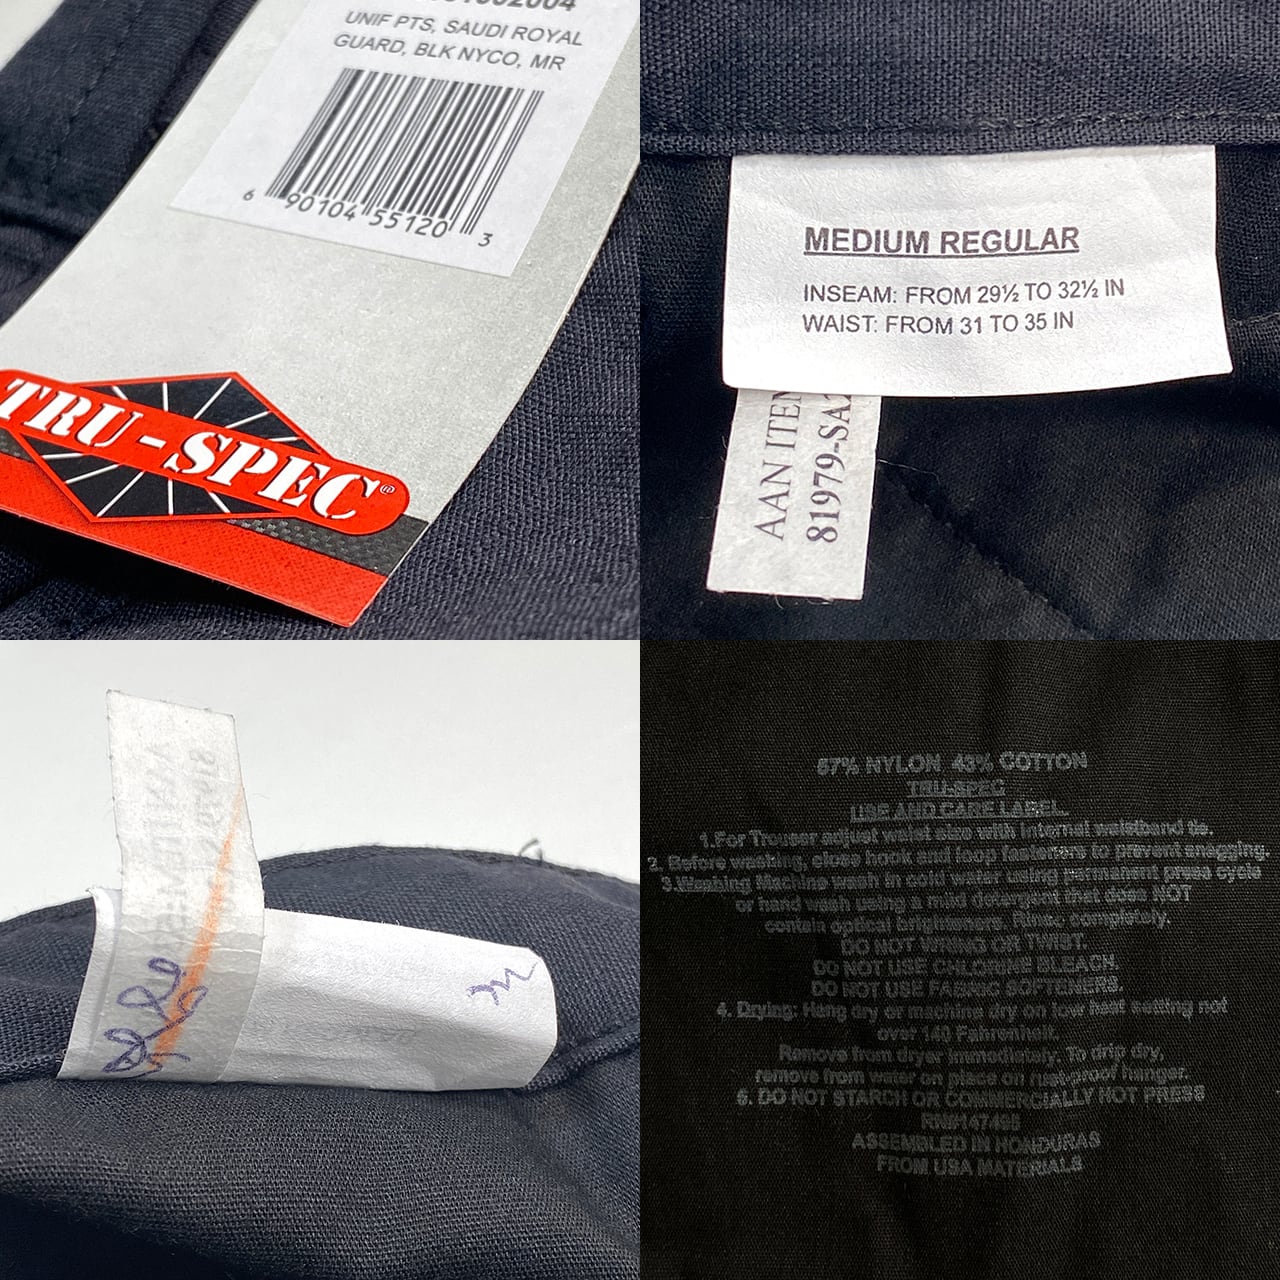 UNIF PTS, SAUDI ROYAL
GUARD, BLK NYCO, MR
6 90104 55120 3
TRU-SPEC®
MEDIUM REGULAR
INSEAM: FROM 29½ TO 32½ IN
WAIST: FROM 31 TO 35 IN
AAN ITEM
81979-SA
57% NYLON 43% COTTON
TRU-SPEC
USE AND CARE LABEL.
1.For Trouser adjust waist size with internal waistband tie.
2. Before washing, close hook and loop fasteners to prevent snagging.
3.Washing Machine wash in cold water using permanent press cycle
or hand wash using a mild detergent that does NOT
contain optical brighteners. Rinse completely.
DO NOT WRING OR TWIST.
DO NOT USE CHLORINE BLEACH.
DO NOT USE FABRIC SOFTENERS.
4. Drying: Hang dry or machine dry on low heat setting not
over 140 Fahrenheit.
Remove from dryer immediately. To drip dry,
remove from water on place on rust-proof hanger.
5. DO NOT STARCH OR COMMERCIALLY HOT PRESS
ASSEMBLED IN HONDURAS
FROM USA MATERIALS